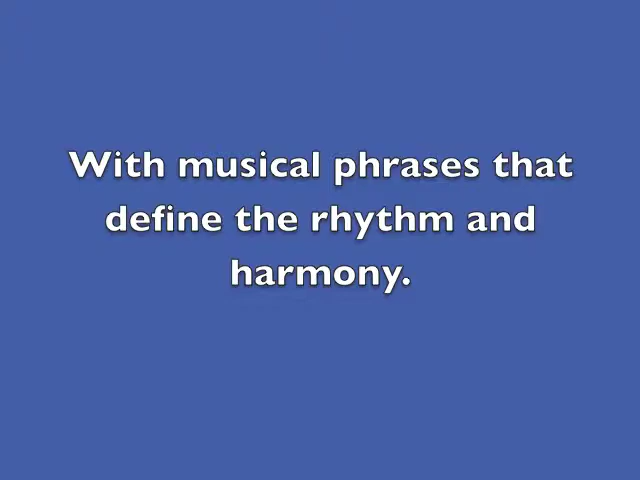 With musical phrases that
define the rhythm and
harmony.